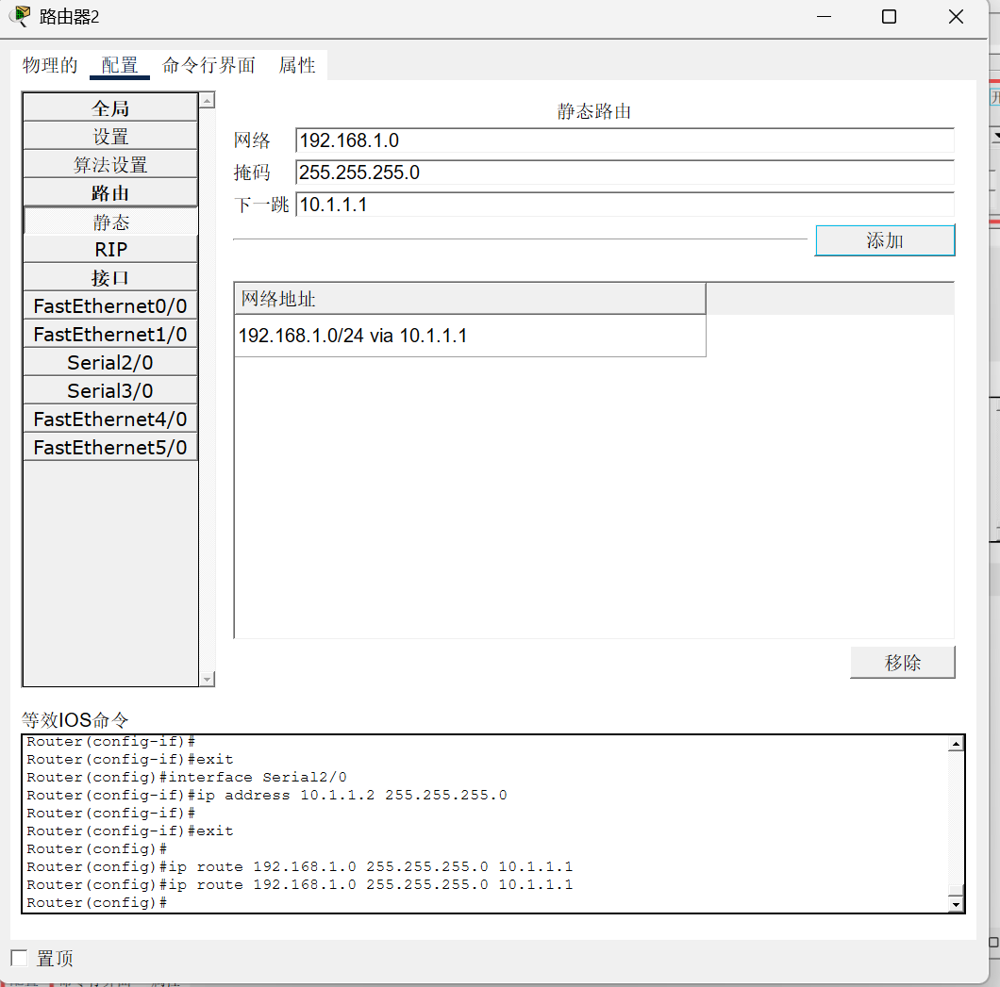 路由器2
物理的 配置 命令行界面 属性
全局
设置
算法设置
路由
静态
RIP
接口
FastEthernet0/0
FastEthernet1/0
Serial2/0
Serial3/0
FastEthernet4/0
FastEthernet5/0
静态路由
网络 192.168.1.0
掩码 255.255.255.0
下一跳 10.1.1.1
添加
网络地址
192.168.1.0/24 via 10.1.1.1
移除
等效IOS命令
Router(config-if)#
Router(config-if)#exit
Router(config)#interface Serial2/0
Router(config-if)#ip address 10.1.1.2 255.255.255.0
Router(config-if)#
Router(config-if)#exit
Router(config)#
Router(config)#ip route 192.168.1.0 255.255.255.0 10.1.1.1
Router(config)#ip route 192.168.1.0 255.255.255.0 10.1.1.1
Router(config)#
置顶